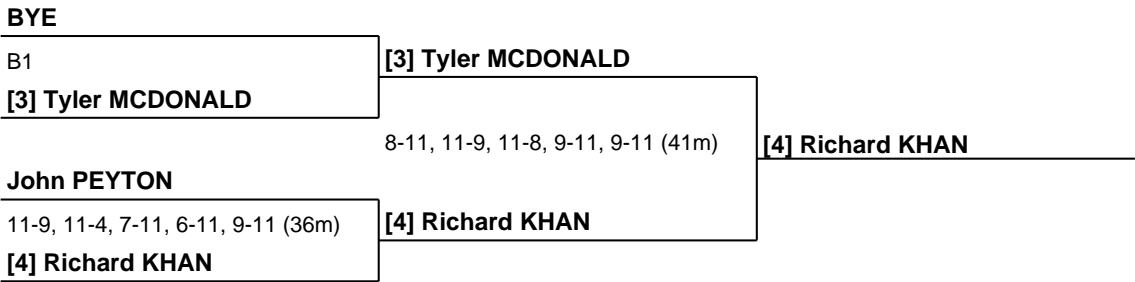 BYE
B1
[3] Tyler MCDONALD
[3] Tyler MCDONALD
8-11, 11-9, 11-8, 9-11, 9-11 (41m)
[4] Richard KHAN
John PEYTON
11-9, 11-4, 7-11, 6-11, 9-11 (36m)
[4] Richard KHAN
[4] Richard KHAN